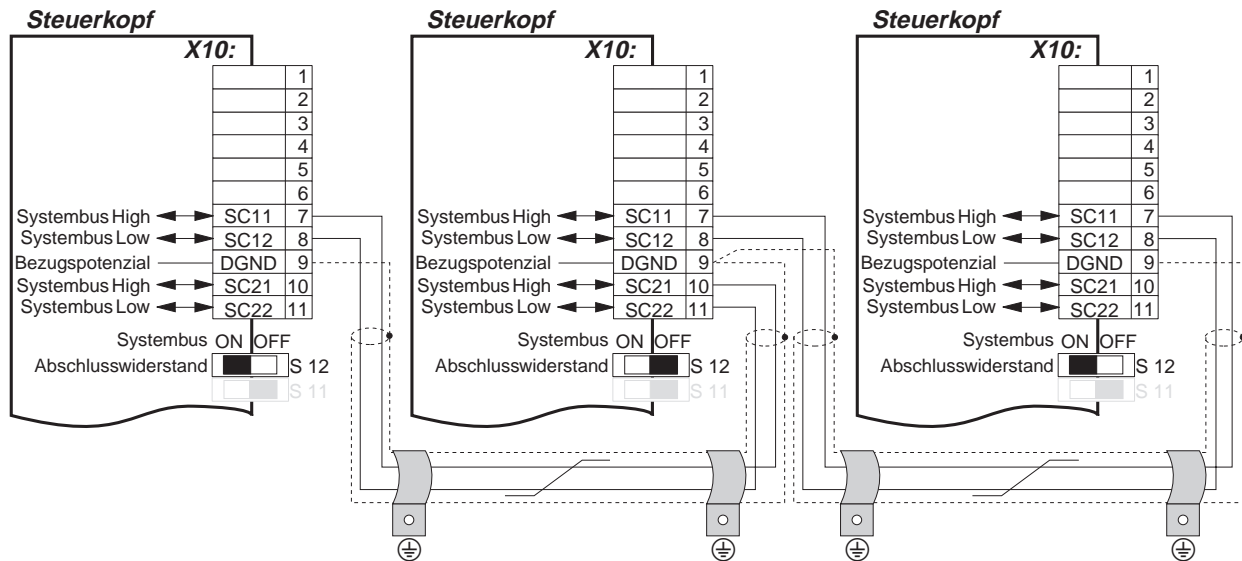 Steuerkopf
X10:
1
2
3
4
5
6
Systembus High SC11 7
Systembus Low SC12 8
Bezugspotenzial DGND 9
Systembus High SC21 10
Systembus Low SC22 11
Systembus ON OFF
Abschlusswiderstand S 12
S 11
Steuerkopf
X10:
1
2
3
4
5
6
Systembus High SC11 7
Systembus Low SC12 8
Bezugspotenzial DGND 9
Systembus High SC21 10
Systembus Low SC22 11
Systembus ON OFF
Abschlusswiderstand S 12
S 11
Steuerkopf
X10:
1
2
3
4
5
6
Systembus High SC11 7
Systembus Low SC12 8
Bezugspotenzial DGND 9
Systembus High SC21 10
Systembus Low SC22 11
Systembus ON OFF
Abschlusswiderstand S 12
S 11